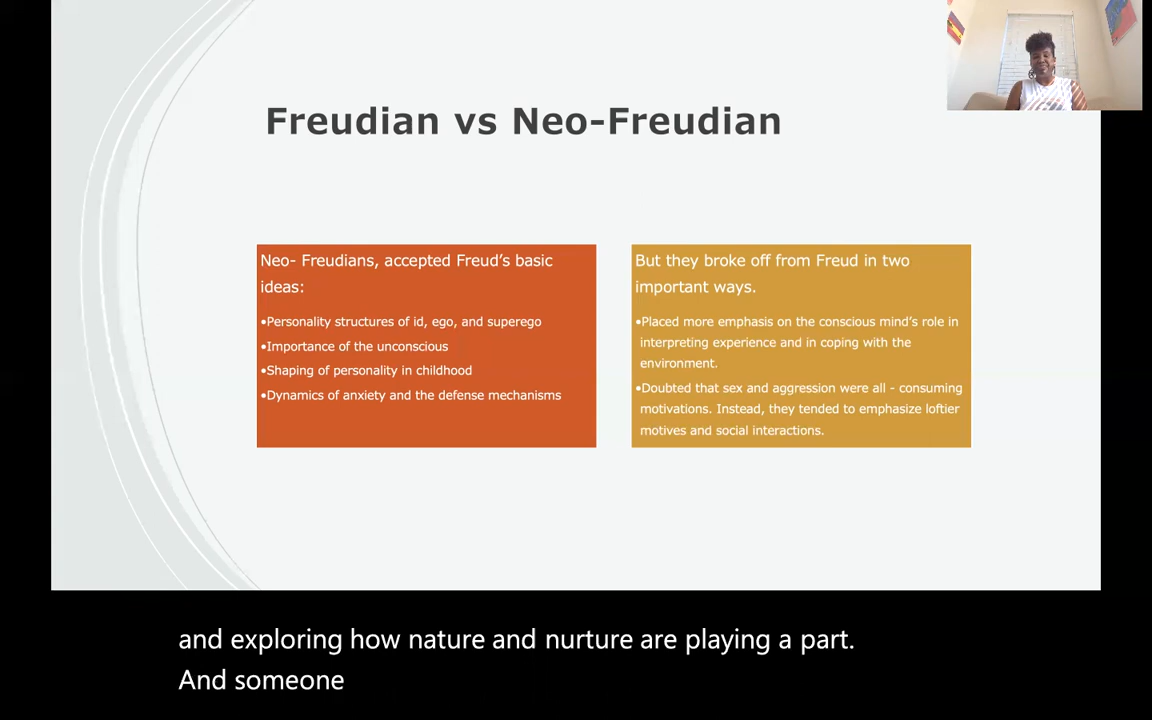 Freudian vs Neo-Freudian
Neo- Freudians, accepted Freud’s basic
ideas:
•Personality structures of id, ego, and superego
•Importance of the unconscious
•Shaping of personality in childhood
•Dynamics of anxiety and the defense mechanisms
But they broke off from Freud in two
important ways.
•Placed more emphasis on the conscious mind’s role in
interpreting experience and in coping with the
environment.
•Doubted that sex and aggression were all - consuming
motivations. Instead, they tended to emphasize loftier
motives and social interactions.
and exploring how nature and nurture are playing a part.
And someone